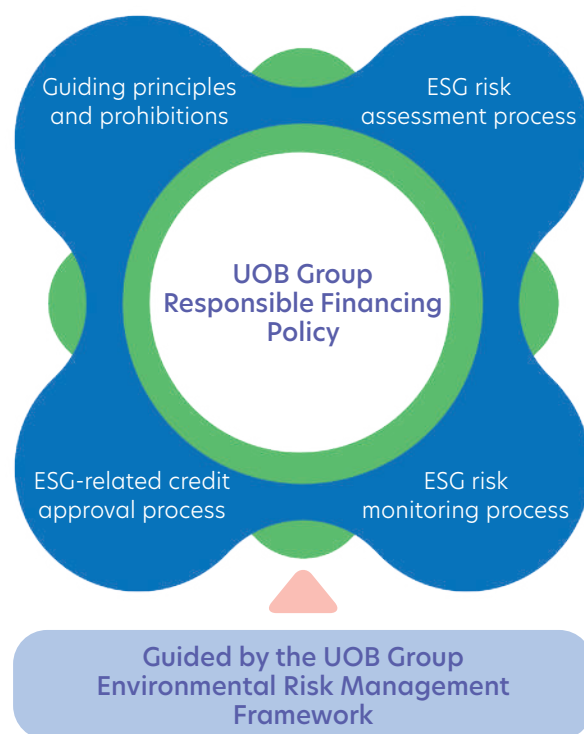 Guiding principles
and prohibitions
ESG risk
assessment process
UOB Group
Responsible Financing
Policy
ESG-related credit
approval process
ESG risk
monitoring process
Guided by the UOB Group
Environmental Risk Management
Framework